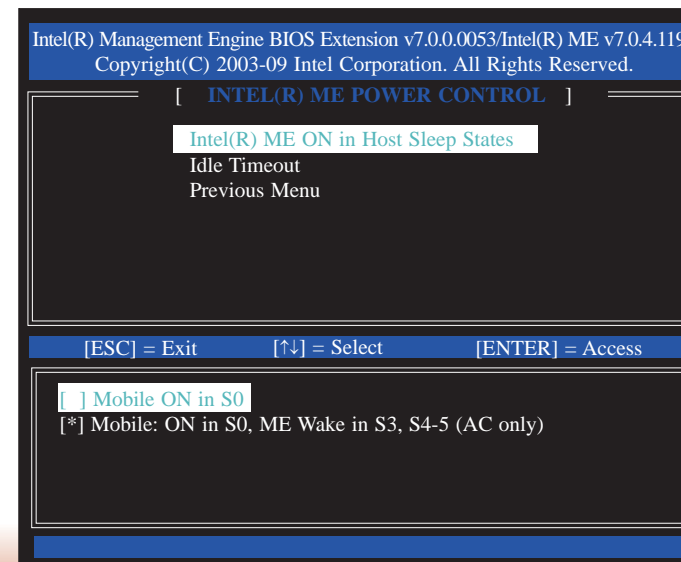 Intel(R) Management Engine BIOS Extension v7.0.0.0053/Intel(R) ME v7.0.4.119
Copyright(C) 2003-09 Intel Corporation. All Rights Reserved.
[ INTEL(R) ME POWER CONTROL ]
Intel(R) ME ON in Host Sleep States
Idle Timeout
Previous Menu
[ESC] = Exit [↑↓] = Select [ENTER] = Access
[ ] Mobile ON in S0
[*] Mobile: ON in S0, ME Wake in S3, S4-5 (AC only)